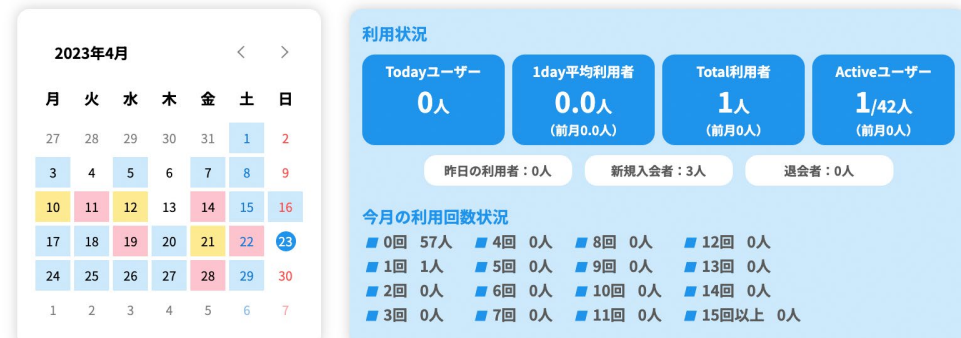 2023年4月
月 火 水 木 金 土 日
27 28 29 30 31 1 2
3 4 5 6 7 8 9
10 11 12 13 14 15 16
17 18 19 20 21 22 23
24 25 26 27 28 29 30
1 2 3 4 5 6 7
利用状況
Todayユーザー 1day平均利用者 Total利用者 Activeユーザー
0人 0.0人 1人 1/42人
(前月0.0人) (前月0人) (前月0人)
昨日の利用者：0人 新規入会者：3人 退会者：0人
今月の利用回数状況
0回 57人 4回 0人 8回 0人 12回 0人
1回 1人 5回 0人 9回 0人 13回 0人
2回 0人 6回 0人 10回 0人 14回 0人
3回 0人 7回 0人 11回 0人 15回以上 0人